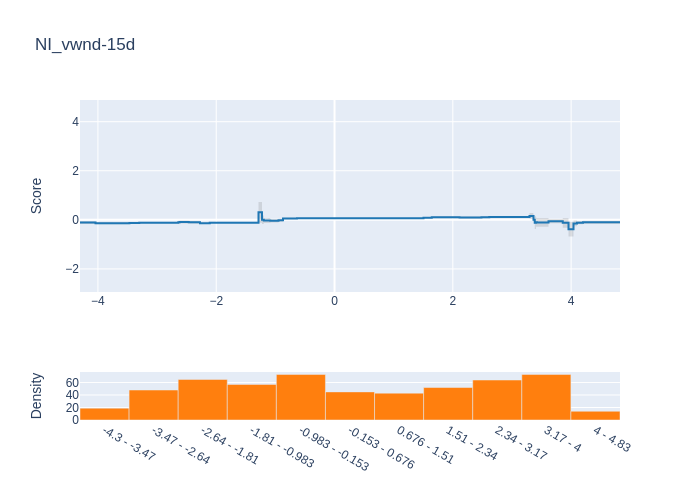 NI_vwnd-15d
Score
4
2
0
−2
−4
−2
0
2
4
Density
60
40
20
0
-4.3 - -3.47
-3.47 - -2.64
-2.64 - -1.81
-1.81 - -0.983
-0.983 - -0.153
-0.153 - 0.676
0.676 - 1.51
1.51 - 2.34
2.34 - 3.17
3.17 - 4
4 - 4.83